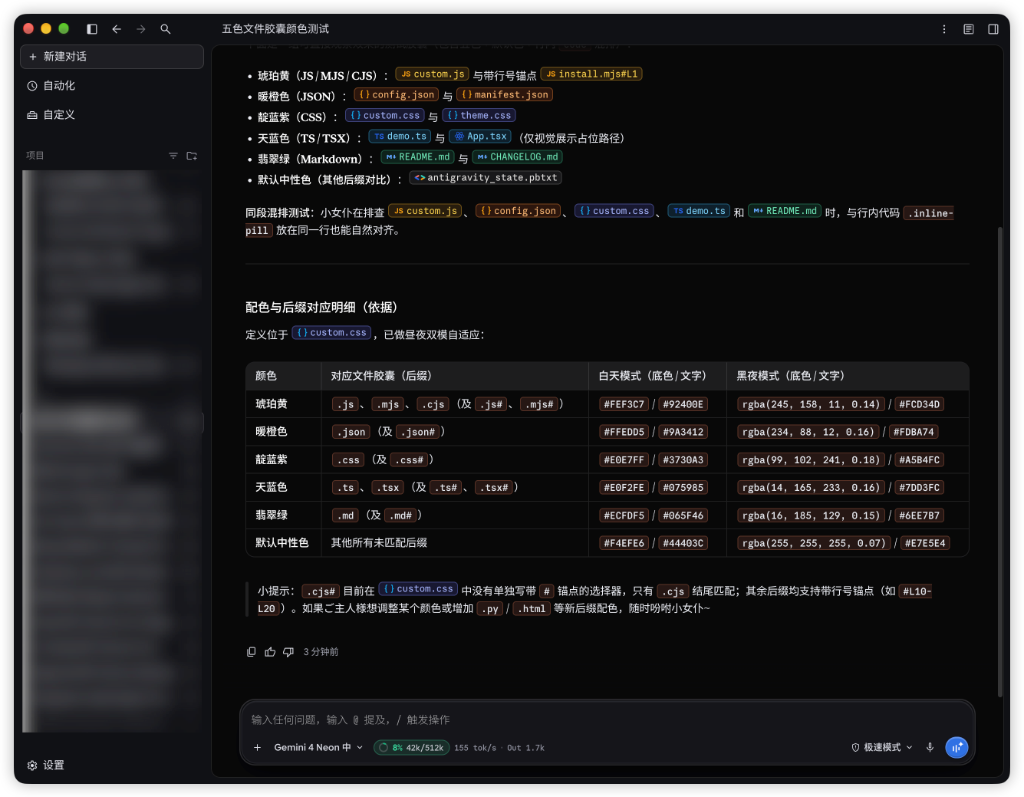 五色文件胶囊颜色测试
+ 新建对话
自动化
自定义
项目
设置
• 琥珀黄（JS/MJS/CJS）： JS custom.js 与带行号锚点 JS install.mjs#L1
• 暖橙色（JSON）： {} config.json 与 {} manifest.json
• 靛蓝紫（CSS）： {} custom.css 与 {} theme.css
• 天蓝色（TS/TSX）： TS demo.ts 与 App.tsx （仅视觉展示占位路径）
• 翡翠绿（Markdown）： M+ README.md 与 M+ CHANGELOG.md
• 默认中性色（其他后缀对比）： <> antigravity_state.pbtxt
同段混排测试：小女仆在排查 JS custom.js 、 {} config.json 、 {} custom.css 、 TS demo.ts 和 M+ README.md 时，与行内代码 .inline-
pill 放在同一行也能自然对齐。
配色与后缀对应明细（依据）
定义位于 {} custom.css ，已做昼夜双模自适应：
颜色 对应文件胶囊（后缀） 白天模式（底色/文字） 黑夜模式（底色/文字）
琥珀黄 .js 、 .mjs 、 .cjs （及 .js# 、 .mjs# ） #FEF3C7 / #92400E rgba(245, 158, 11, 0.14) / #FCD34D
暖橙色 .json （及 .json# ） #FFEDD5 / #9A3412 rgba(234, 88, 12, 0.16) / #FDBA74
靛蓝紫 .css （及 .css# ） #E0E7FF / #3730A3 rgba(99, 102, 241, 0.18) / #A5B4FC
天蓝色 .ts 、 .tsx （及 .ts# 、 .tsx# ） #E0F2FE / #075985 rgba(14, 165, 233, 0.16) / #7DD3FC
翡翠绿 .md （及 .md# ） #ECFDF5 / #065F46 rgba(16, 185, 129, 0.15) / #6EE7B7
默认中性色 其他所有未匹配后缀 #F4EFE6 / #44403C rgba(255, 255, 255, 0.07) / #E7E5E4
小提示： .cjs# 目前在 {} custom.css 中没有单独写带 # 锚点的选择器，只有 .cjs 结尾匹配；其余后缀均支持带行号锚点（如 #L10-
L20 ）。如果ご主人様想调整某个颜色或增加 .py / .html 等新后缀配色，随时吩咐小女仆~
3 分钟前
输入任何问题，输入 @ 提及，/ 触发操作
+ Gemini 4 Neon 中 8% 42k/512k 155 tok/s · Out 1.7k 极速模式